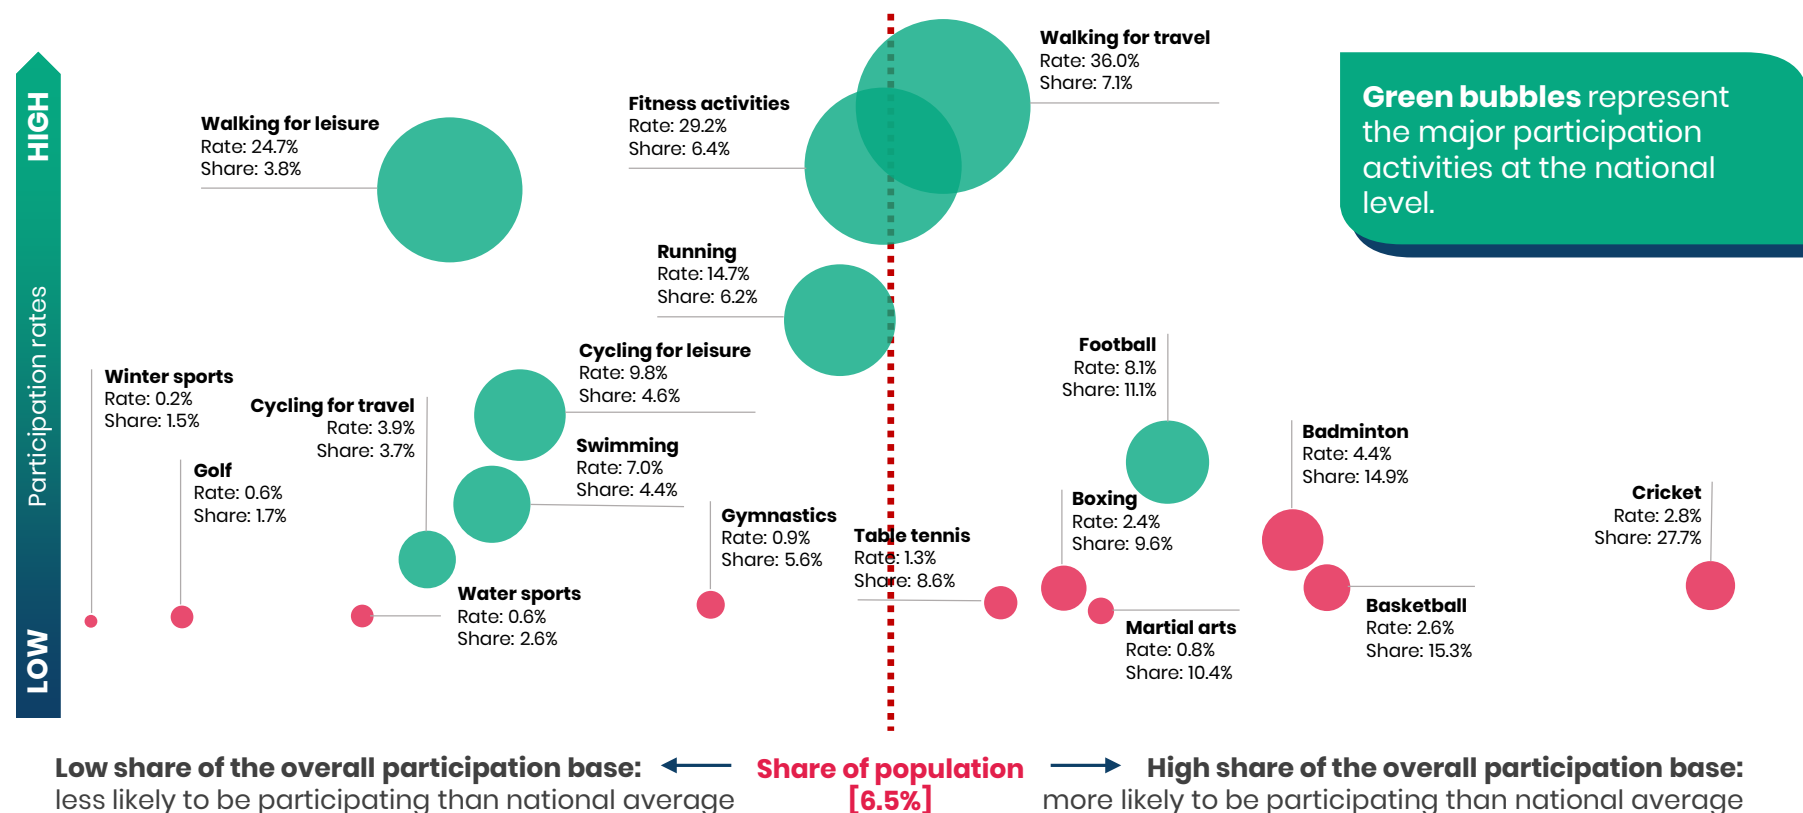 HIGH
Participation rates
LOW
Walking for travel
Rate: 36.0%
Share: 7.1%
Fitness activities
Rate: 29.2%
Share: 6.4%
Walking for leisure
Rate: 24.7%
Share: 3.8%
Green bubbles represent
the major participation
activities at the national
level.
Running
Rate: 14.7%
Share: 6.2%
Cycling for leisure
Rate: 9.8%
Share: 4.6%
Football
Rate: 8.1%
Share: 11.1%
Winter sports
Rate: 0.2%
Share: 1.5%
Cycling for travel
Rate: 3.9%
Share: 3.7%
Swimming
Rate: 7.0%
Share: 4.4%
Badminton
Rate: 4.4%
Share: 14.9%
Golf
Rate: 0.6%
Share: 1.7%
Gymnastics
Rate: 0.9%
Share: 5.6%
Table tennis
Rate: 1.3%
Share: 8.6%
Boxing
Rate: 2.4%
Share: 9.6%
Cricket
Rate: 2.8%
Share: 27.7%
Water sports
Rate: 0.6%
Share: 2.6%
Martial arts
Rate: 0.8%
Share: 10.4%
Basketball
Rate: 2.6%
Share: 15.3%
Low share of the overall participation base:
less likely to be participating than national average
Share of population
[6.5%]
High share of the overall participation base:
more likely to be participating than national average